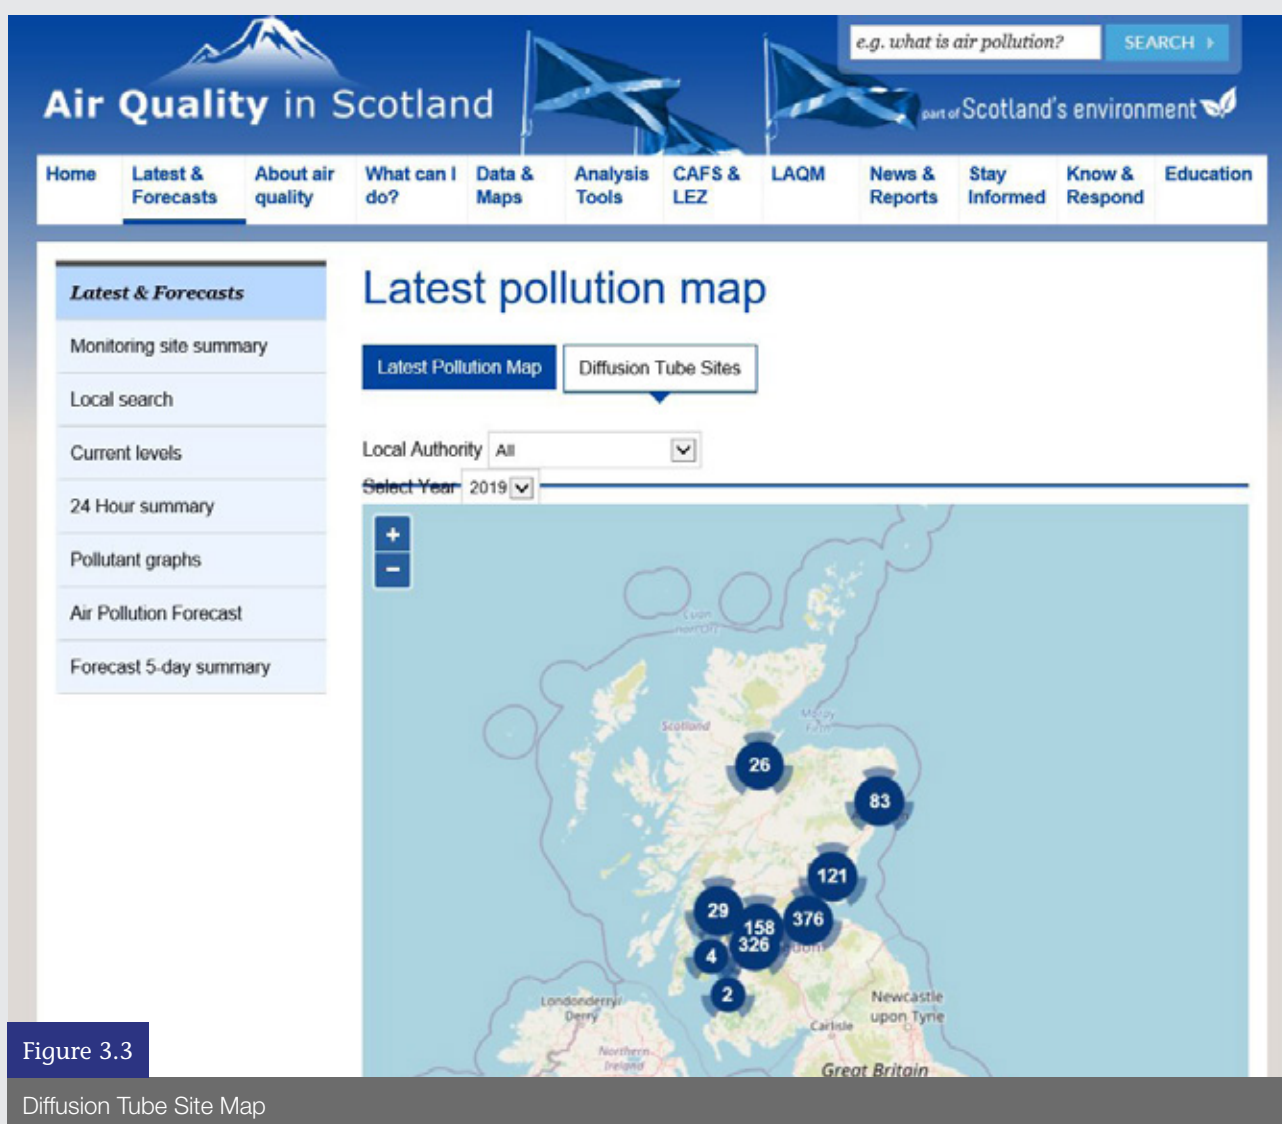 e.g. what is air pollution?
SEARCH
Air Quality in Scotland
part of Scotland's environment
Home
Latest &
Forecasts
About air
quality
What can I
do?
Data &
Maps
Analysis
Tools
CAFS &
LEZ
LAQM
News &
Reports
Stay
Informed
Know &
Respond
Education
Latest & Forecasts
Monitoring site summary
Local search
Current levels
24 Hour summary
Pollutant graphs
Air Pollution Forecast
Forecast 5-day summary
Latest pollution map
Latest Pollution Map
Diffusion Tube Sites
Local Authority All
Select Year 2019
+
-
Scotland
Moray
Firth
26
83
121
29
158
376
326
4
2
Londonderry/
Derry
Newcastle
upon Tyne
Carlisle
Northern
Ireland
Great Britain
Figure 3.3
Diffusion Tube Site Map